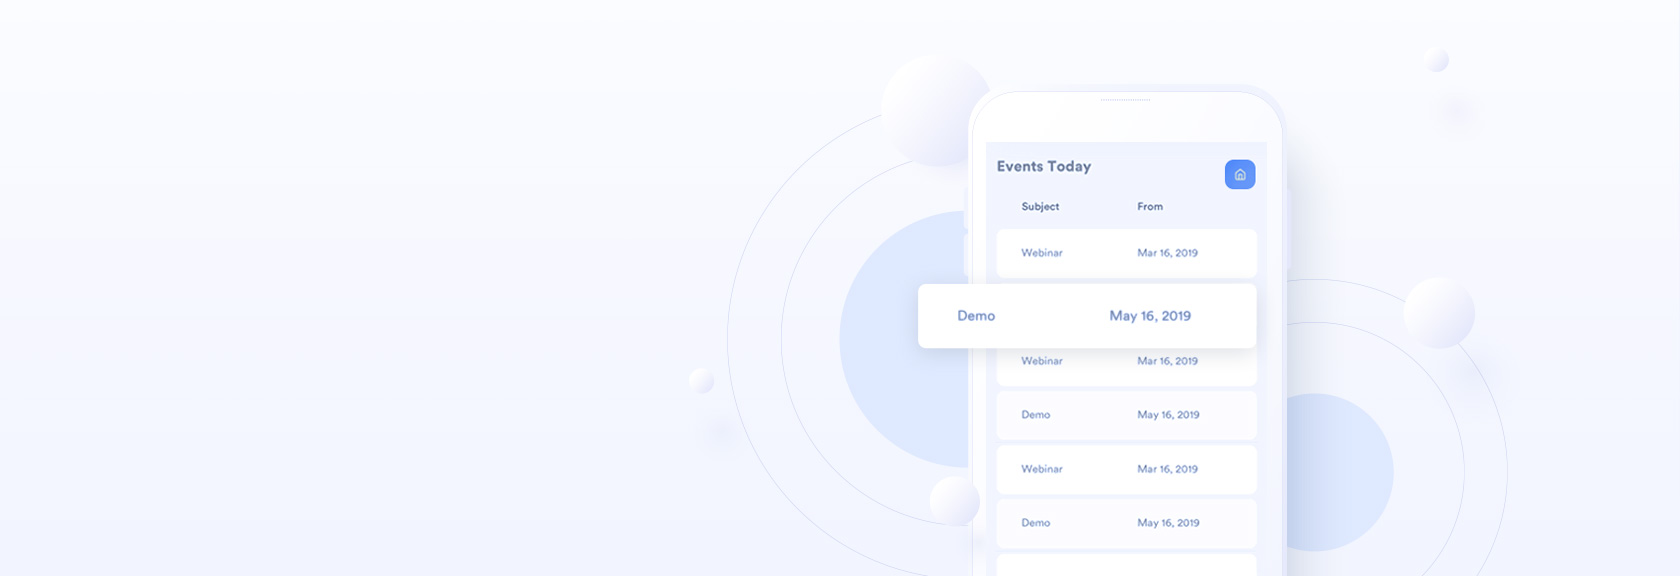 Events Today
Subject From
Webinar Mar 16, 2019
Demo May 16, 2019
Webinar Mar 16, 2019
Demo May 16, 2019
Webinar Mar 16, 2019
Demo May 16, 2019